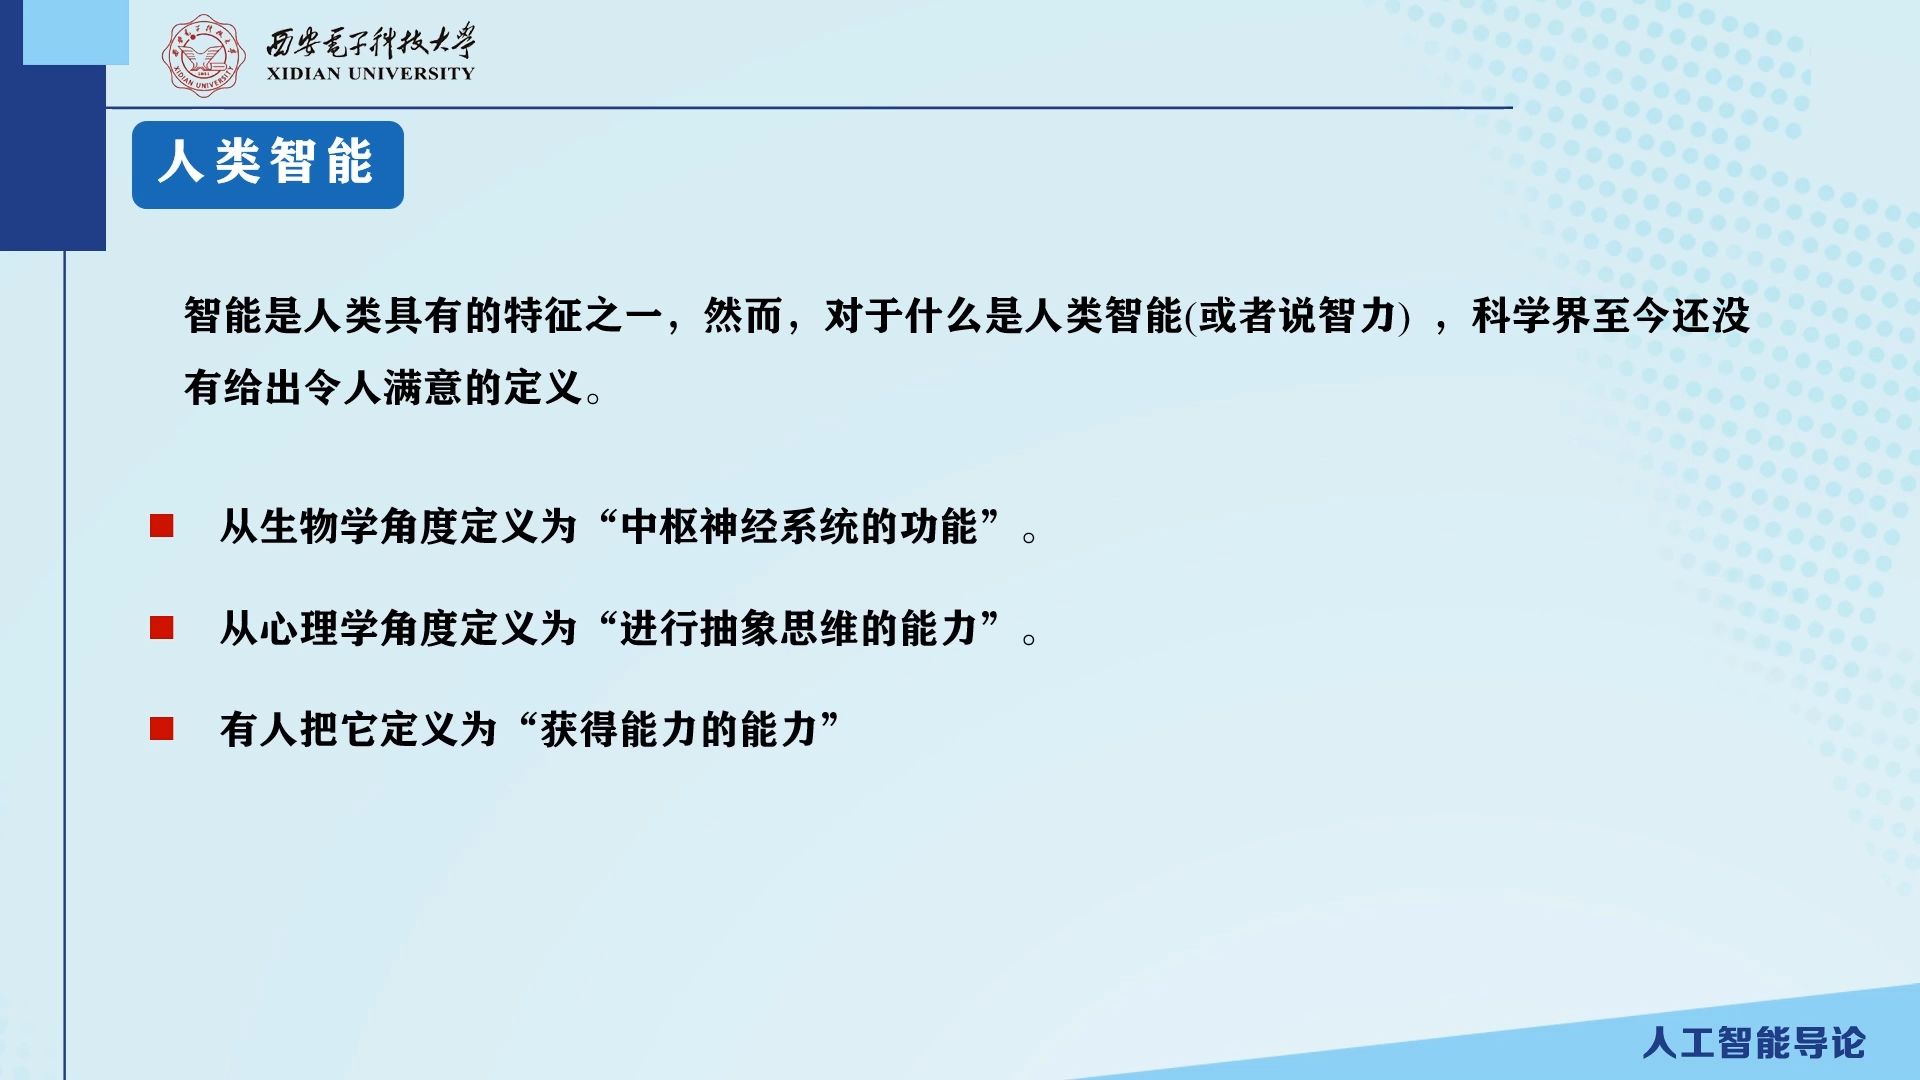 西安电子科技大学
XIDIAN UNIVERSITY
人类智能
智能是人类具有的特征之一，然而，对于什么是人类智能(或者说智力) ，科学界至今还没
有给出令人满意的定义。
从生物学角度定义为“中枢神经系统的功能”。
从心理学角度定义为“进行抽象思维的能力”。
有人把它定义为“获得能力的能力”
人工智能导论